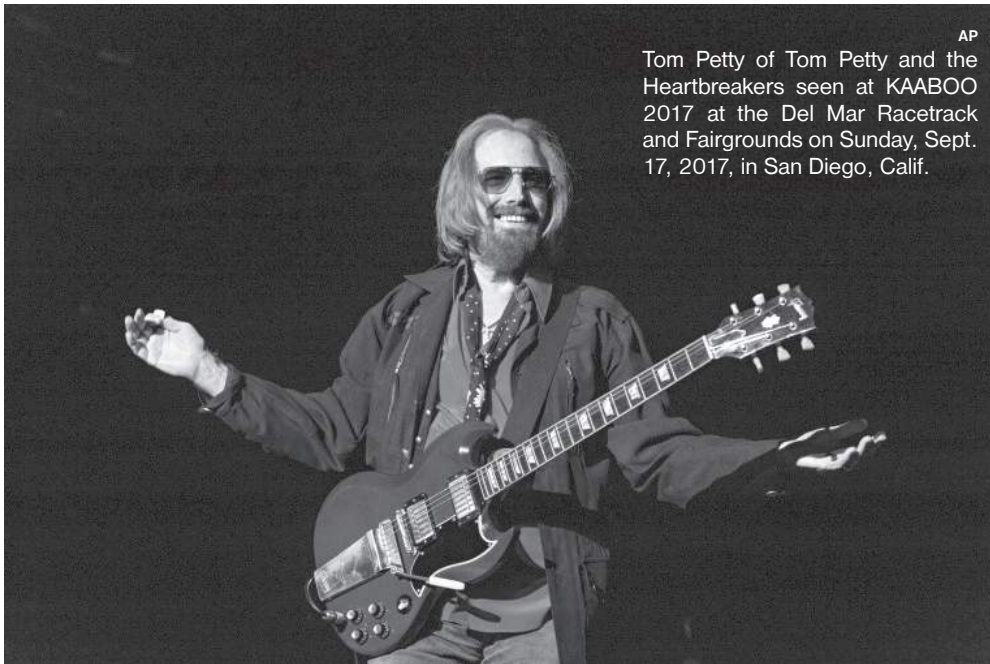 AP
Tom Petty of Tom Petty and the
Heartbreakers seen at KAABOO
2017 at the Del Mar Racetrack
and Fairgrounds on Sunday, Sept.
17, 2017, in San Diego, Calif.